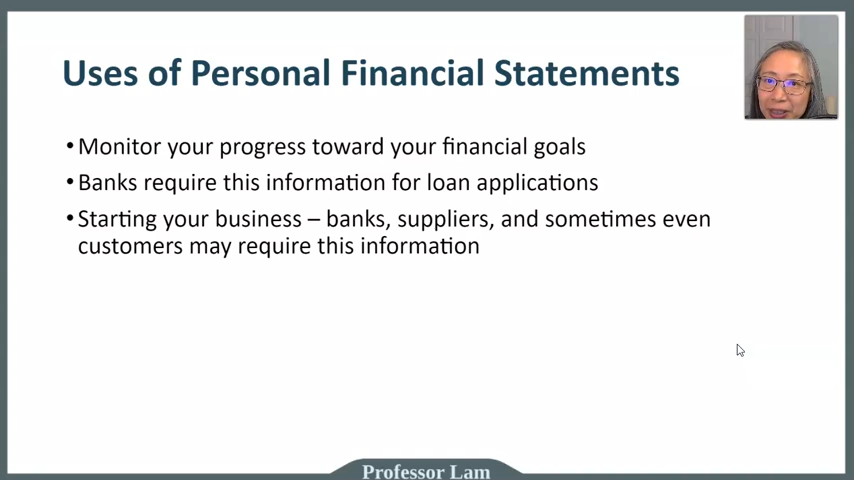 Uses of Personal Financial Statements
•Monitor your progress toward your financial goals
•Banks require this information for loan applications
•Starting your business – banks, suppliers, and sometimes even
customers may require this information
Professor Lam